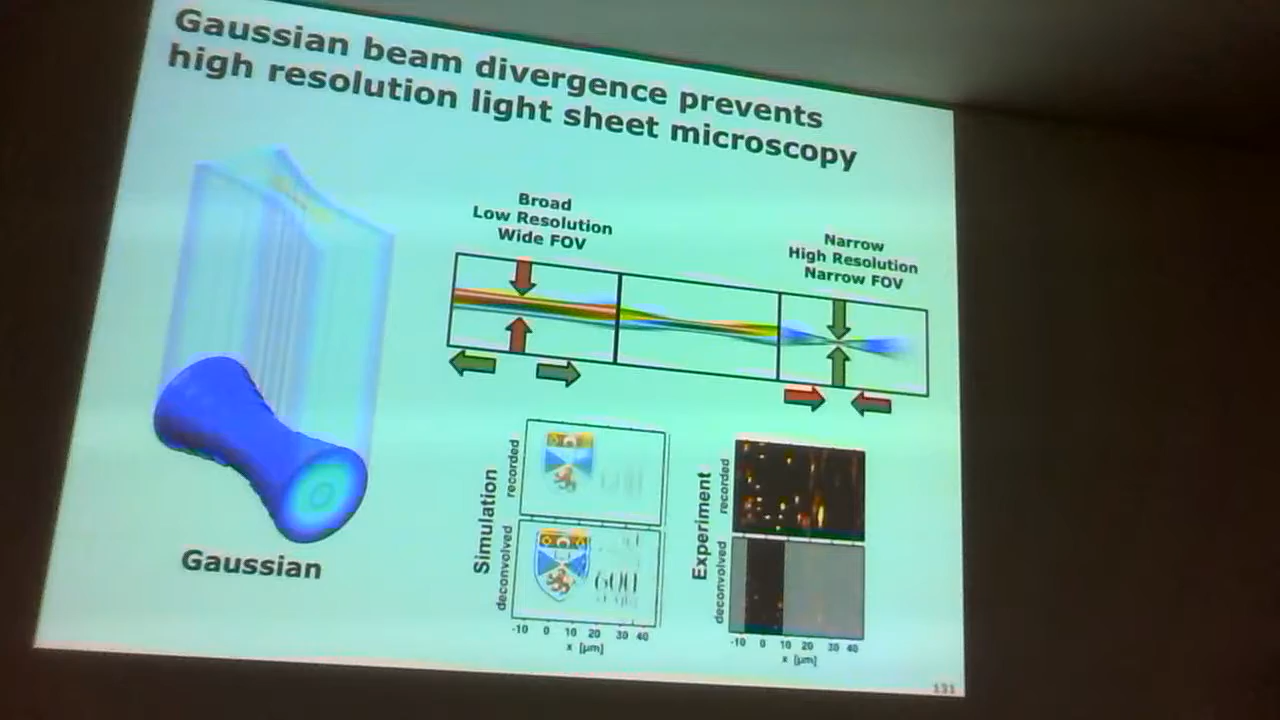 Gaussian beam divergence prevents
high resolution light sheet microscopy
Broad
Low Resolution
Wide FOV
Narrow
High Resolution
Narrow FOV
Gaussian
Simulation
recorded
deconvolved
600
-10 0 10 20 30 40
x [μm]
Experiment
recorded
deconvolved
-10 0 10 20 30 40
x [μm]
131